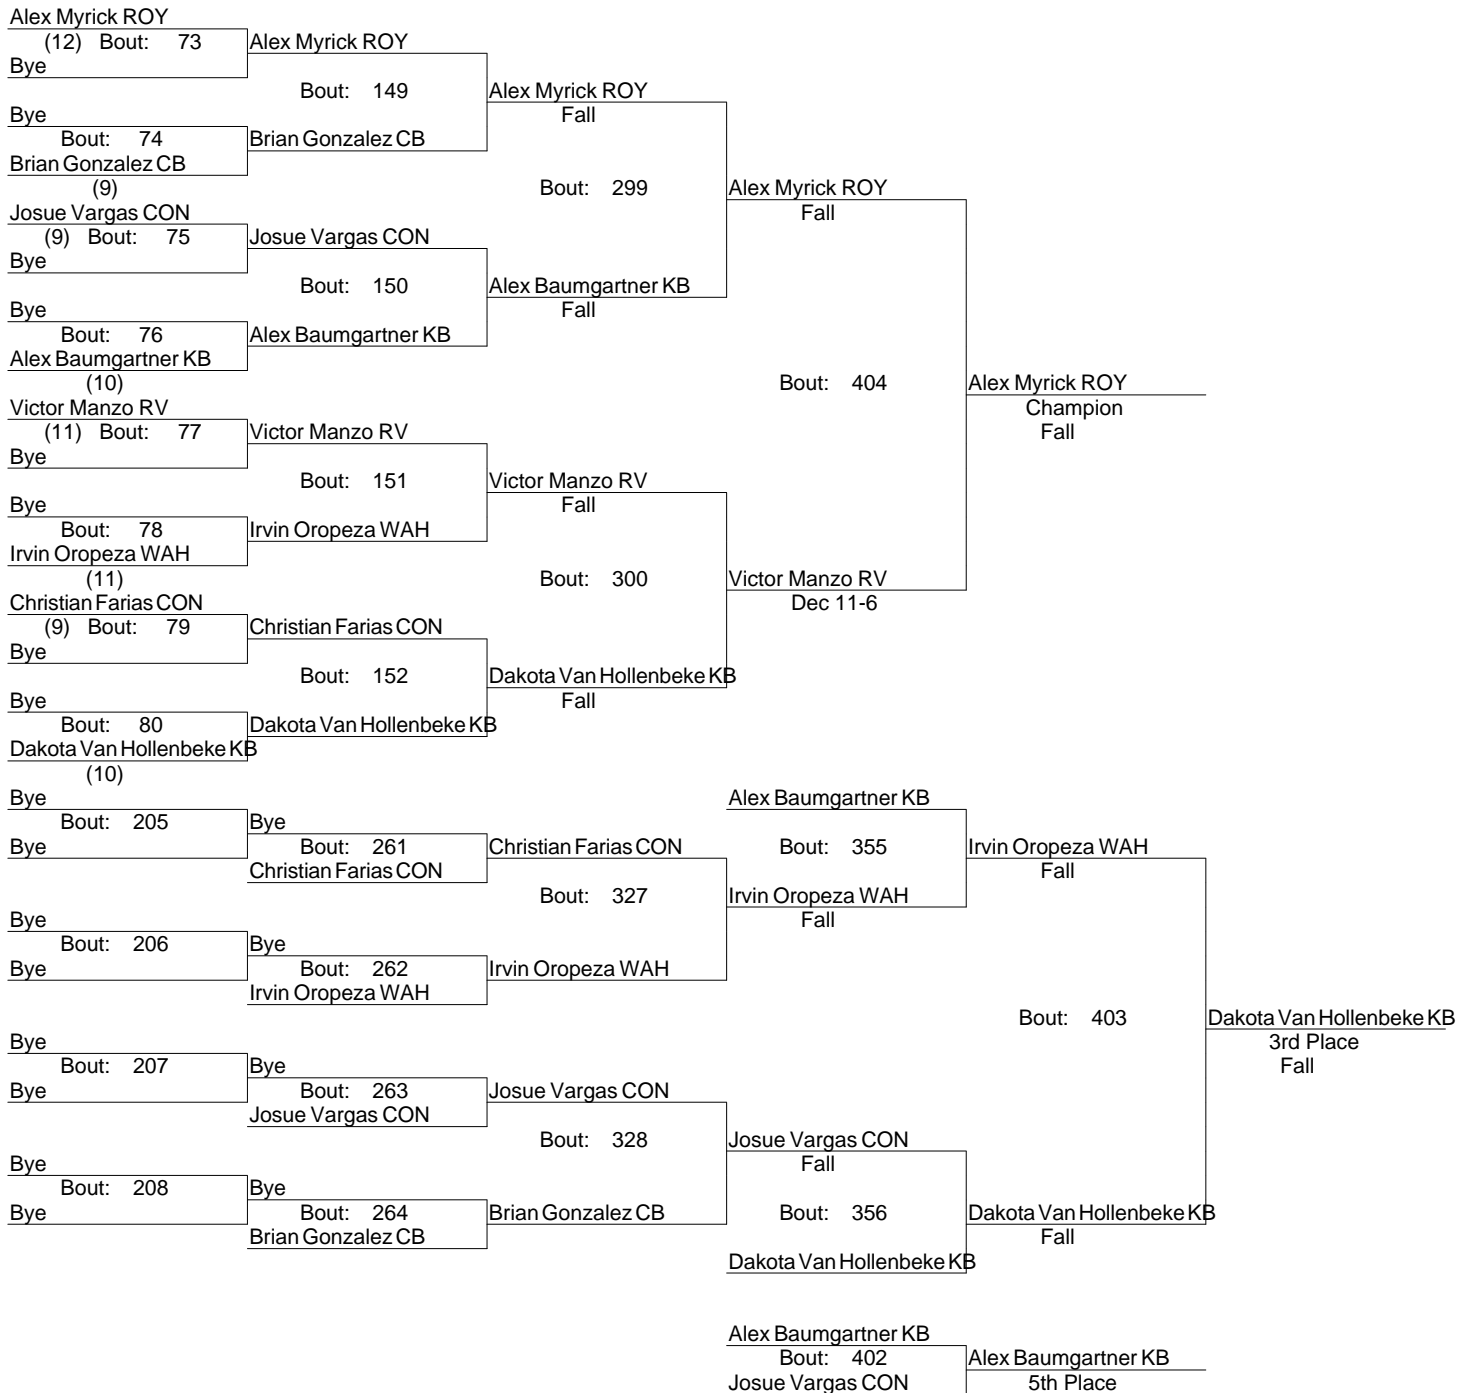 Alex Myrick ROY
(12) Bout: 73 Alex Myrick ROY
Bye
Bout: 149 Alex Myrick ROY
Bye Fall
Bout: 74 Brian Gonzalez CB
Brian Gonzalez CB
(9) Bout: 299 Alex Myrick ROY
Josue Vargas CON Fall
(9) Bout: 75 Josue Vargas CON
Bye
Bout: 150 Alex Baumgartner KB
Bye Fall
Bout: 76 Alex Baumgartner KB
Alex Baumgartner KB
(10) Bout: 404 Alex Myrick ROY
Victor Manzo RV Champion
(11) Bout: 77 Victor Manzo RV Fall
Bye
Bout: 151 Victor Manzo RV
Bye Fall
Bout: 78 Irvin Oropeza WAH
Irvin Oropeza WAH
(11) Bout: 300 Victor Manzo RV
Christian Farias CON Dec 11-6
(9) Bout: 79 Christian Farias CON
Bye
Bout: 152 Dakota Van Hollenbeke KB
Bye Fall
Bout: 80 Dakota Van Hollenbeke KB
Dakota Van Hollenbeke KB
(10)
Bye Alex Baumgartner KB
Bout: 205 Bye
Bye Bout: 261 Christian Farias CON Bout: 355 Irvin Oropeza WAH
Christian Farias CON Fall
Bout: 327 Irvin Oropeza WAH
Bye Fall
Bout: 206 Bye
Bye Bout: 262 Irvin Oropeza WAH
Irvin Oropeza WAH
Bout: 403 Dakota Van Hollenbeke KB
Bye 3rd Place
Bout: 207 Bye Fall
Bye Bout: 263 Josue Vargas CON
Josue Vargas CON
Bout: 328 Josue Vargas CON
Bye Fall
Bout: 208 Bye
Bye Bout: 264 Brian Gonzalez CB Bout: 356 Dakota Van Hollenbeke KB
Brian Gonzalez CB Fall
Dakota Van Hollenbeke KB
Alex Baumgartner KB
Bout: 402 Alex Baumgartner KB
Josue Vargas CON 5th Place